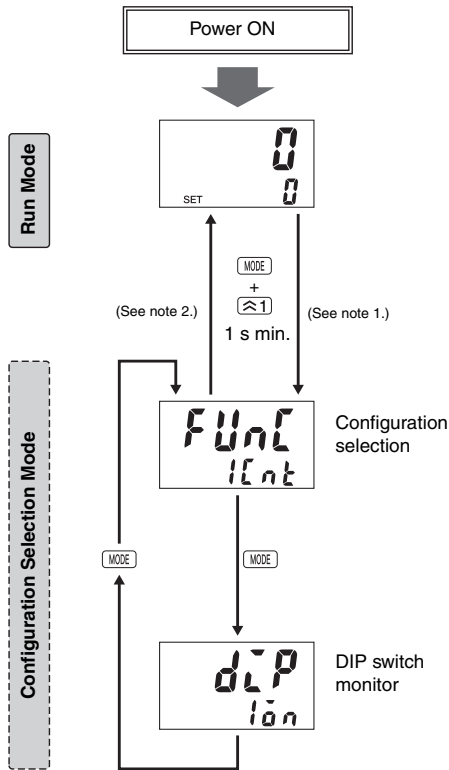 Power ON
Run Mode
0
SET 0
MODE
+
1
1 s min.
(See note 2.)
(See note 1.)
Configuration Selection Mode
FUnC
1Cnt
Configuration
selection
MODE
MODE
diP
1on
DIP switch
monitor